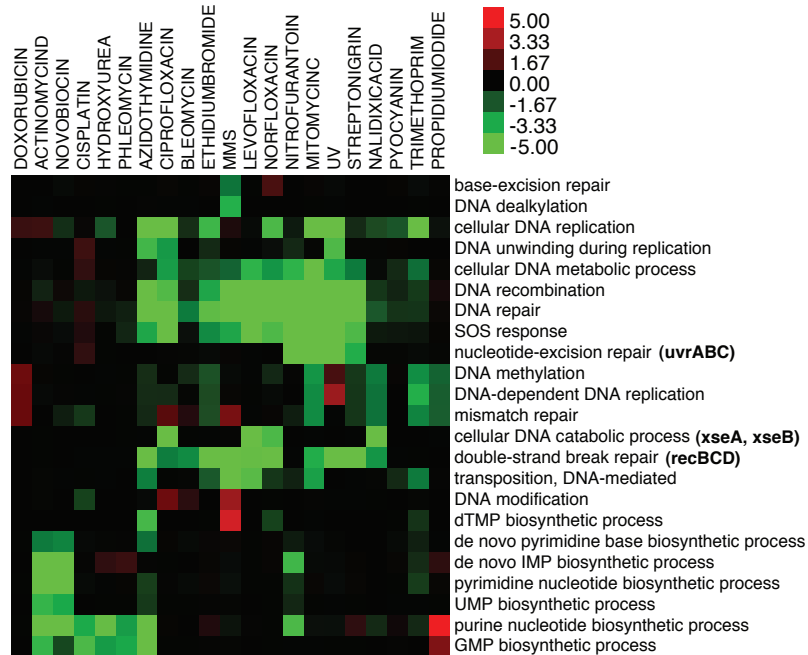 DOXORUBICIN
ACTINOMYCIND
NOVOBIOCIN
CISPLATIN
HYDROXYUREA
PHLEOMYCIN
AZIDOTHYMIDINE
CIPROFLOXACIN
BLEOMYCIN
ETHIDIUMBROMIDE
MMS
LEVOFLOXACIN
NORFLOXACIN
NITROFURANTOIN
MITOMYCINC
UV
STREPTONIGRIN
NALIDIXICACID
PYOCYANIN
TRIMETHOPRIM
PROPIDIUMIODE
5.00
3.33
1.67
0.00
-1.67
-3.33
-5.00
base-excision repair
DNA dealkylation
cellular DNA replication
DNA unwinding during replication
cellular DNA metabolic process
DNA recombination
DNA repair
SOS response
nucleotide-excision repair (uvrABC)
DNA methylation
DNA-dependent DNA replication
mismatch repair
cellular DNA catabolic process (xseA, xseB)
double-strand break repair (recBCD)
transposition, DNA-mediated
DNA modification
dTMP biosynthetic process
de novo pyrimidine base biosynthetic process
de novo IMP biosynthetic process
pyrimidine nucleotide biosynthetic process
UMP biosynthetic process
purine nucleotide biosynthetic process
GMP biosynthetic process